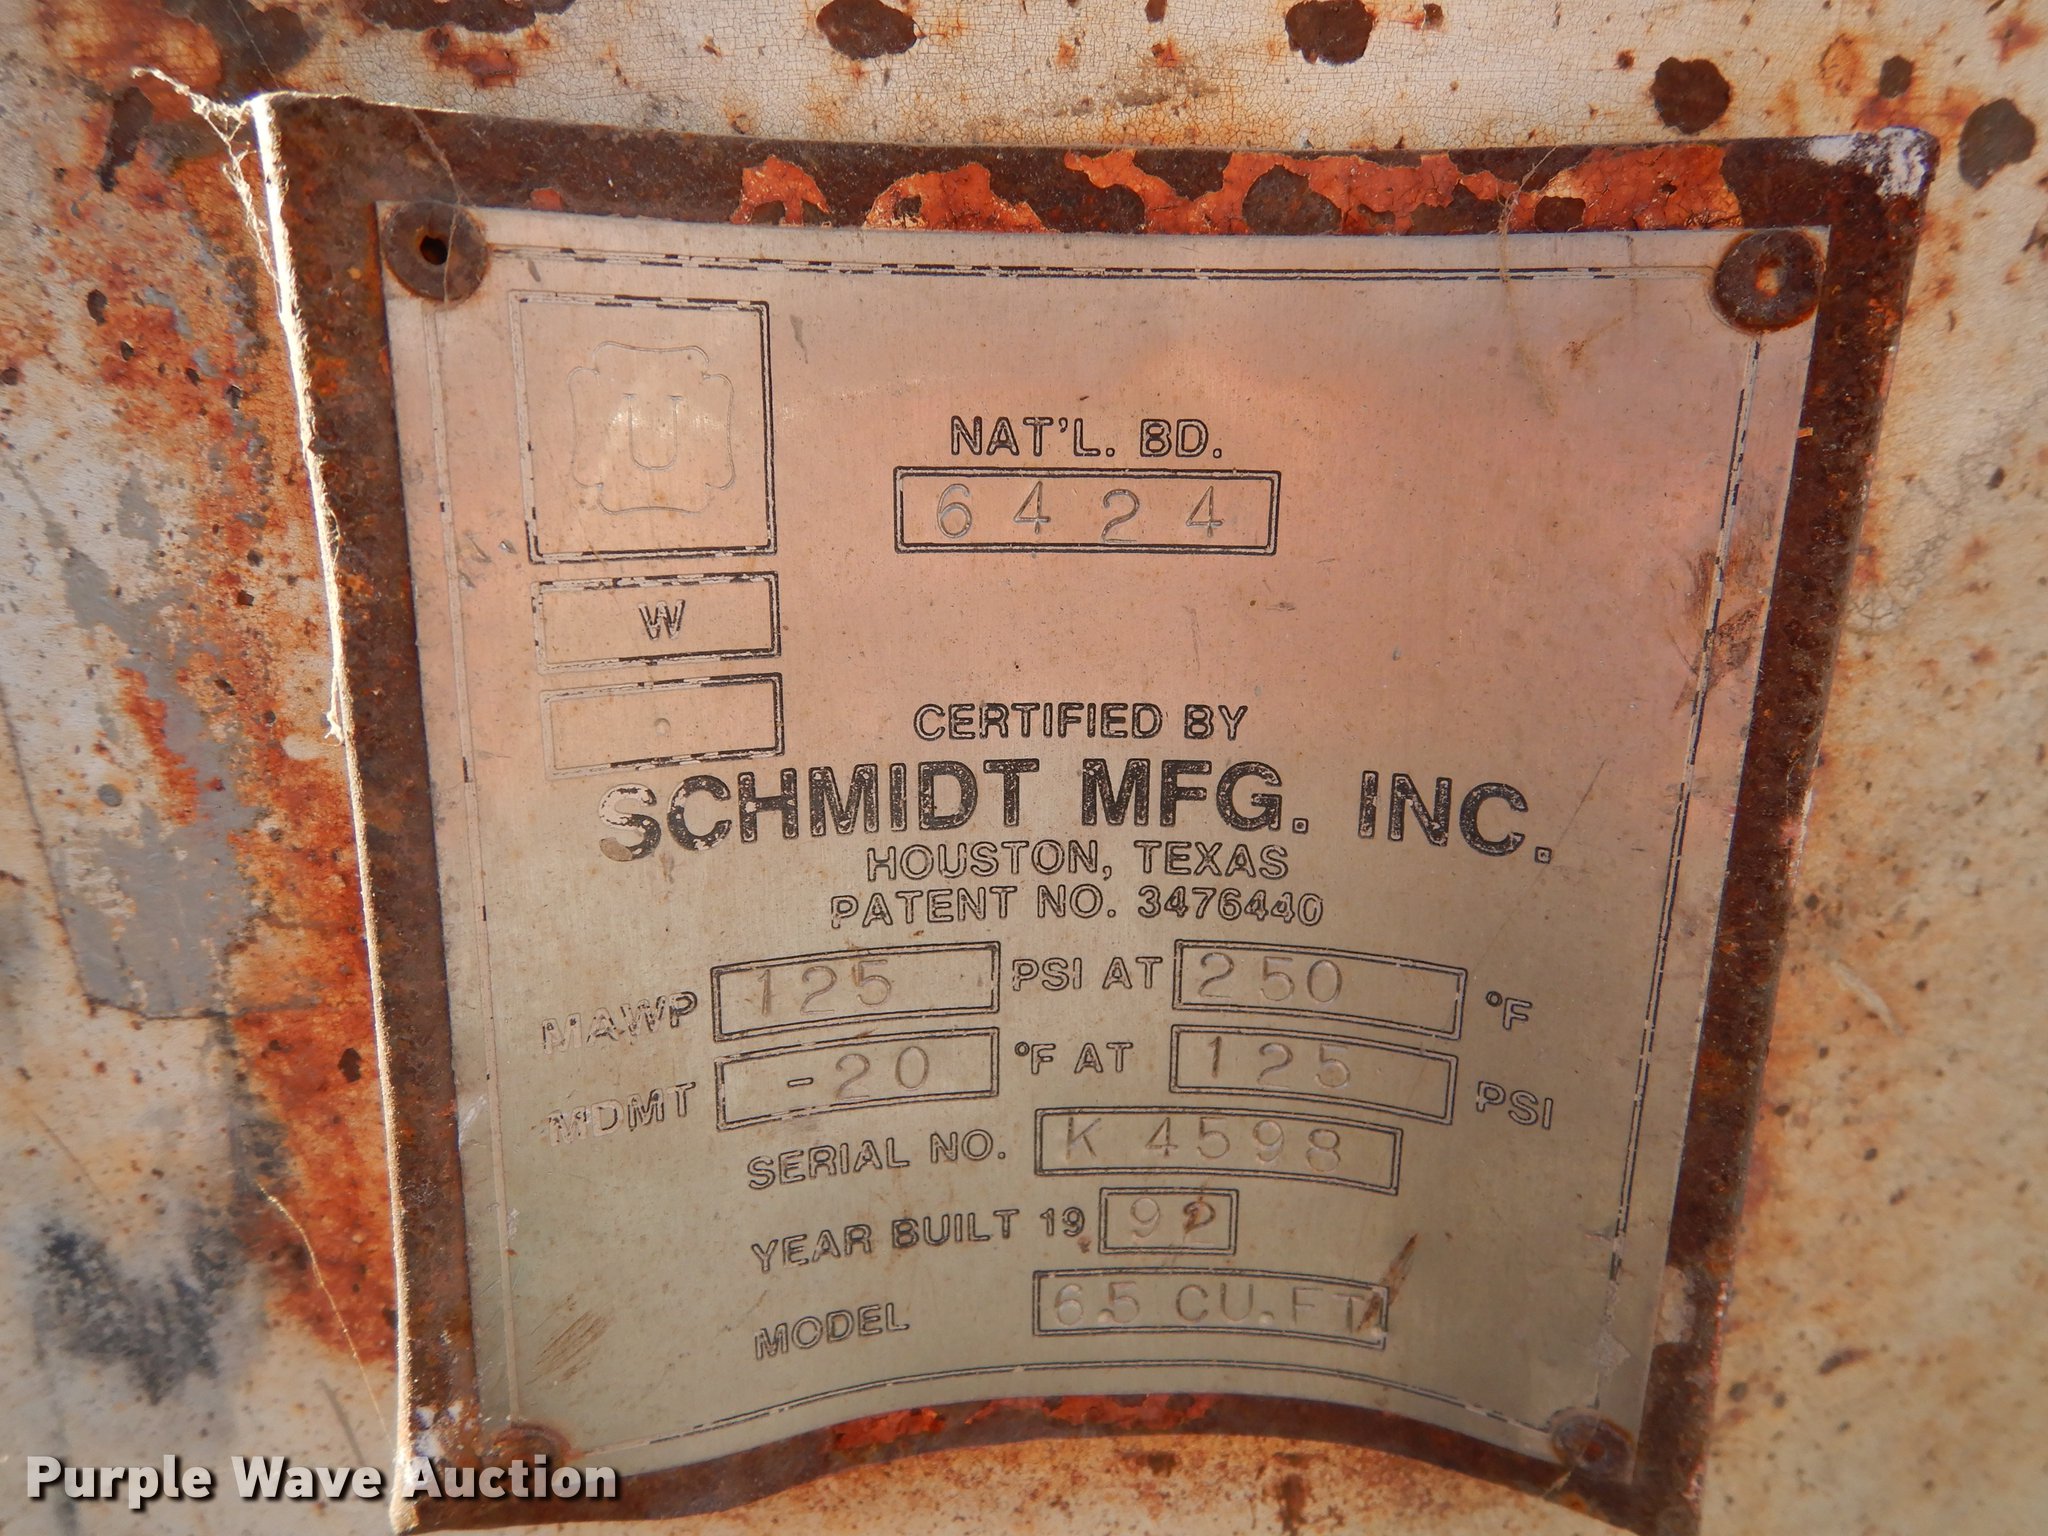 U
W
NAT'L. BD.
6424
CERTIFIED BY
SCHMIDT MFG. INC.
HOUSTON, TEXAS
PATENT NO. 3476440
MAWP 125 PSI AT 250 °F
MDMT -20 °F AT 125 PSI
SERIAL NO. K 4598
YEAR BUILT 19 92
MODEL 6.5 CU.FT.
Purple Wave Auction